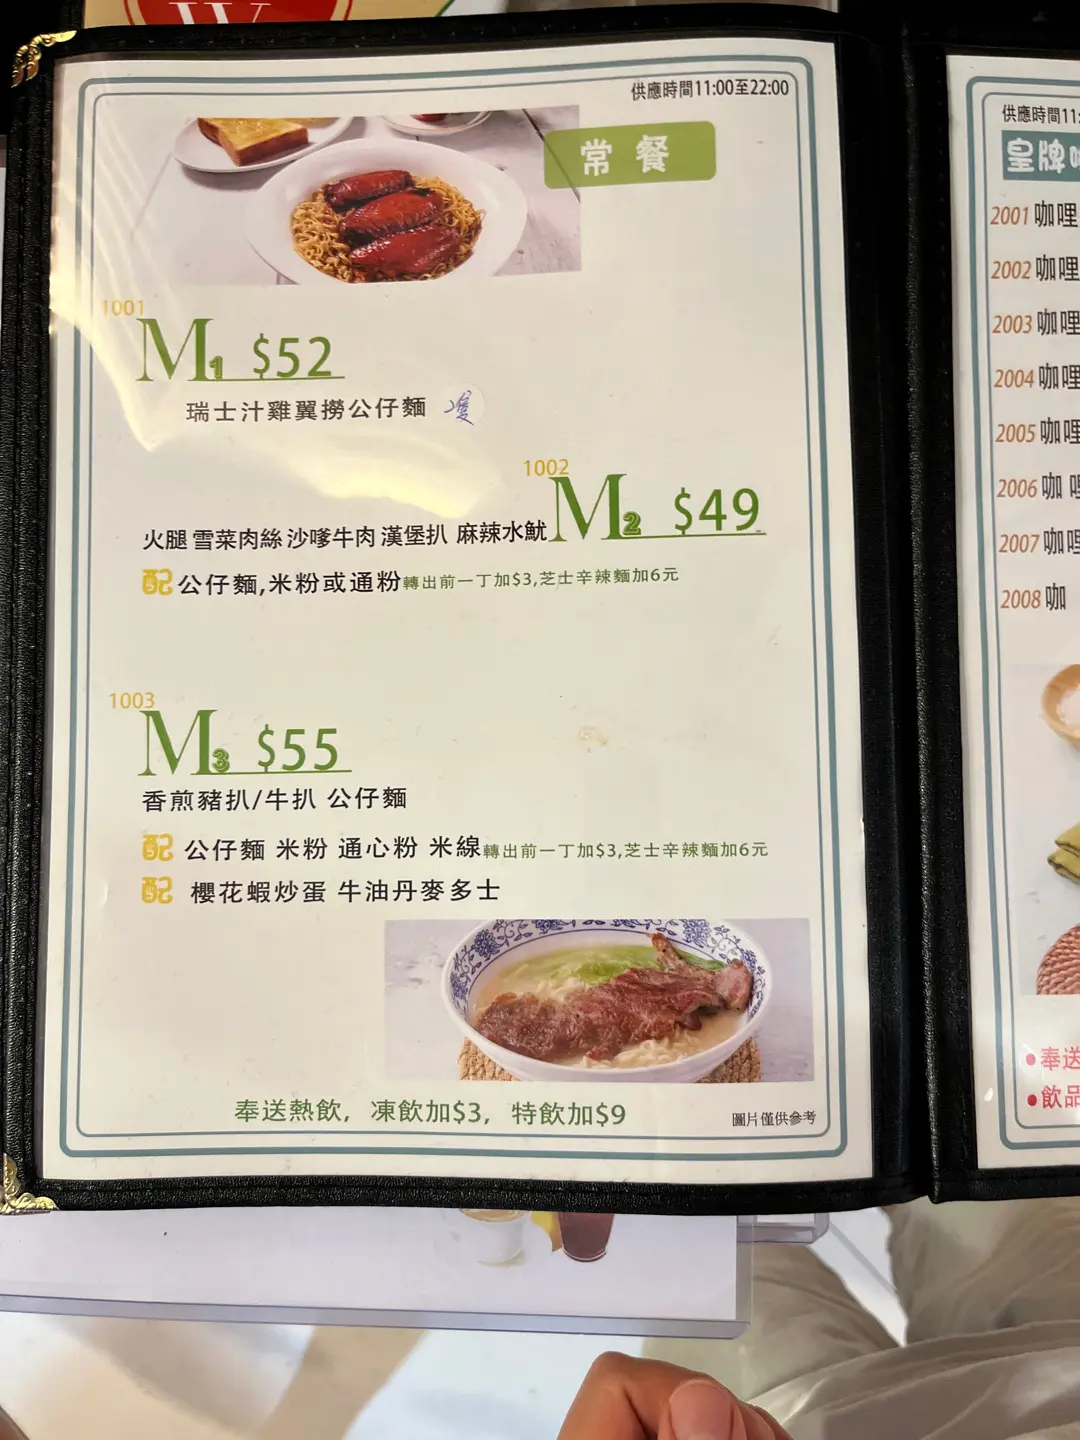 W
供應時間11:00至22:00
常餐
1001
M1 $52
瑞士汁雞翼撈公仔麵
1002
M2 $49
火腿 雪菜肉絲 沙嗲牛肉 漢堡扒 麻辣水魷
配 公仔麵,米粉或通粉 轉出前一丁加$3,芝士辛辣麵加6元
1003
M3 $55
香煎豬扒/牛扒 公仔麵
配 公仔麵 米粉 通心粉 米線 轉出前一丁加$3,芝士辛辣麵加6元
配 櫻花蝦炒蛋 牛油丹麥多士
奉送熱飲, 凍飲加$3, 特飲加$9
圖片僅供參考
供應時間11:
皇牌
2001 咖哩
2002 咖哩
2003 咖哩
2004 咖哩
2005 咖哩
2006 咖
2007 咖哩
2008 咖
•奉送
•飲品